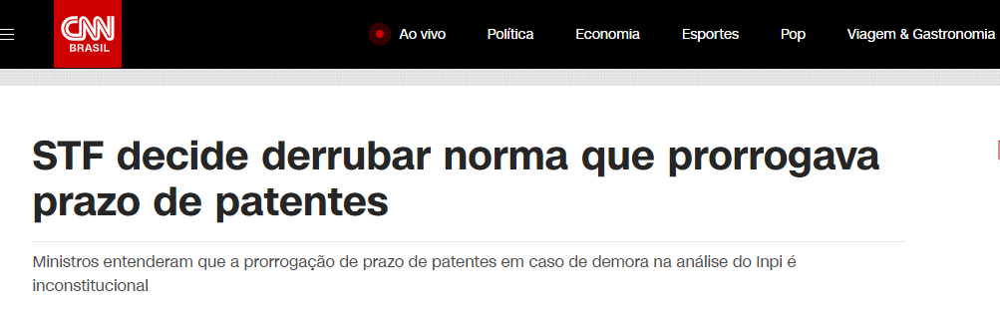 CNN
BRASIL
Ao vivo
Política
Economia
Esportes
Pop
Viagem & Gastronomia
STF decide derrubar norma que prorrogava
prazo de patentes
Ministros entenderam que a prorrogação de prazo de patentes em caso de demora na análise do Inpi é
inconstitucional